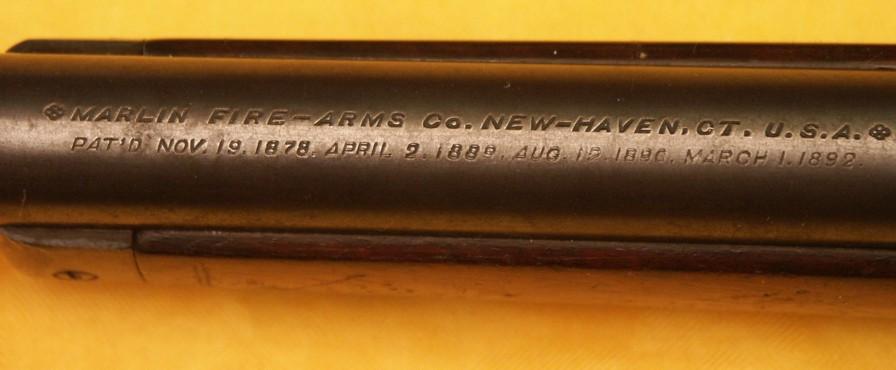 MARLIN FIRE-ARMS Co. NEW-HAVEN, CT. U.S.A.
PAT'D NOV. 19. 1878. APRIL 2. 1889. AUG. 12. 1890. MARCH 1. 1892.